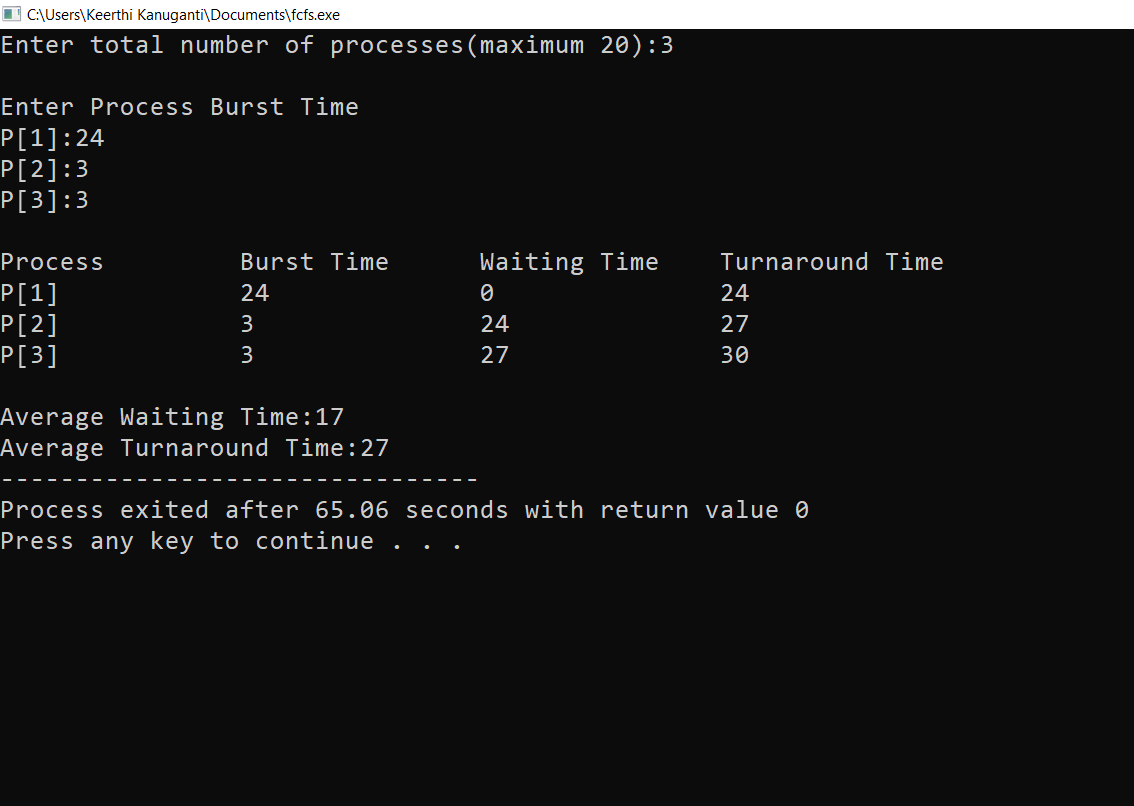 C:\Users\Keerthi Kanuganti\Documents\fcfs.exe
Enter total number of processes(maximum 20):3
Enter Process Burst Time
P[1]:24
P[2]:3
P[3]:3
Process Burst Time Waiting Time Turnaround Time
P[1] 24 0 24
P[2] 3 24 27
P[3] 3 27 30
Average Waiting Time:17
Average Turnaround Time:27
--------------------------------
Process exited after 65.06 seconds with return value 0
Press any key to continue . . .